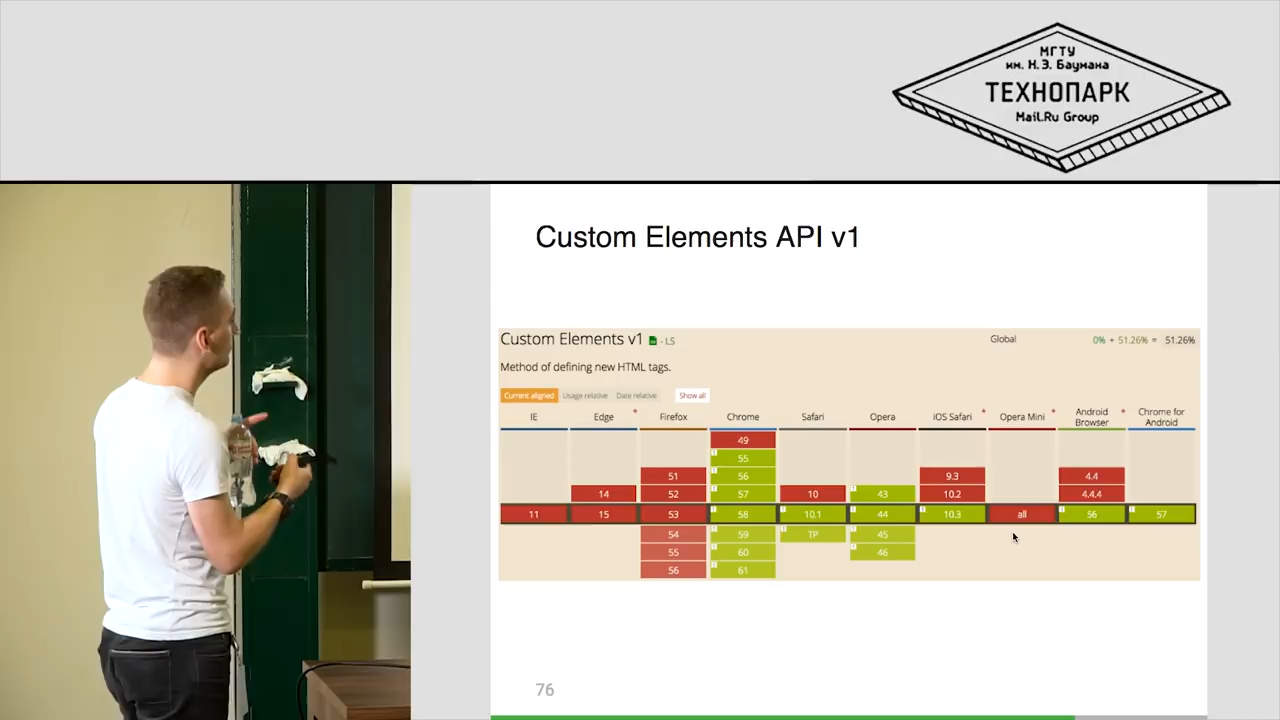 МГТУ
им. Н.Э. Баумана
ТЕХНОПАРК
Mail.Ru Group
Custom Elements API v1
Custom Elements v1 - LS
Global 0% + 51.26% = 51.26%
Method of defining new HTML tags.
Current aligned Usage relative Date relative Show all
IE Edge * Firefox Chrome Safari Opera iOS Safari * Opera Mini * Android Browser * Chrome for Android
49
55
51 56 9.3 4.4
14 52 57 10 43 10.2 4.4.4
11 15 53 58 10.1 44 10.3 all 56 57
54 59 TP 45
55 60 46
56 61
76